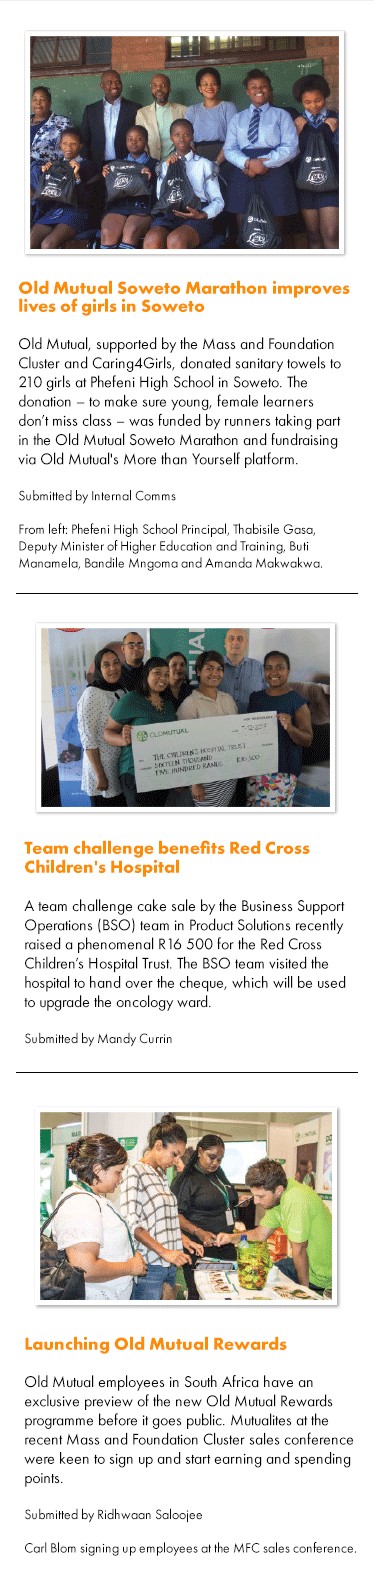 Old Mutual Soweto Marathon improves
lives of girls in Soweto
Old Mutual, supported by the Mass and Foundation
Cluster and Caring4Girls, donated sanitary towels to
210 girls at Phefeni High School in Soweto. The
donation – to make sure young, female learners
don’t miss class – was funded by runners taking part
in the Old Mutual Soweto Marathon and fundraising
via Old Mutual's More than Yourself platform.
Submitted by Internal Comms
From left: Phefeni High School Principal, Thabisile Gasa,
Deputy Minister of Higher Education and Training, Buti
Manamela, Bandile Mngoma and Amanda Makwakwa.
OLDMUTUAL
THE CHILDREN'S HOSPITAL TRUST
SIXTEEN THOUSAND
FIVE HUNDRED RANDS
Team challenge benefits Red Cross
Children's Hospital
A team challenge cake sale by the Business Support
Operations (BSO) team in Product Solutions recently
raised a phenomenal R16 500 for the Red Cross
Children’s Hospital Trust. The BSO team visited the
hospital to hand over the cheque, which will be used
to upgrade the oncology ward.
Submitted by Mandy Currin
Launching Old Mutual Rewards
Old Mutual employees in South Africa have an
exclusive preview of the new Old Mutual Rewards
programme before it goes public. Mutualites at the
recent Mass and Foundation Cluster sales conference
were keen to sign up and start earning and spending
points.
Submitted by Ridhwaan Saloojee
Carl Blom signing up employees at the MFC sales conference.